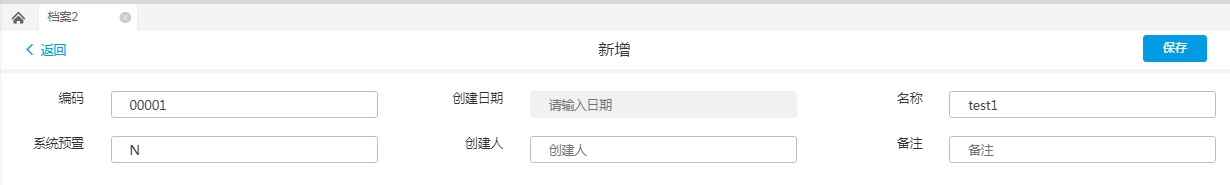 档案2
返回 新增 保存
编码 00001 创建日期 请输入日期 名称 test1
系统预置 N 创建人 创建人 备注 备注